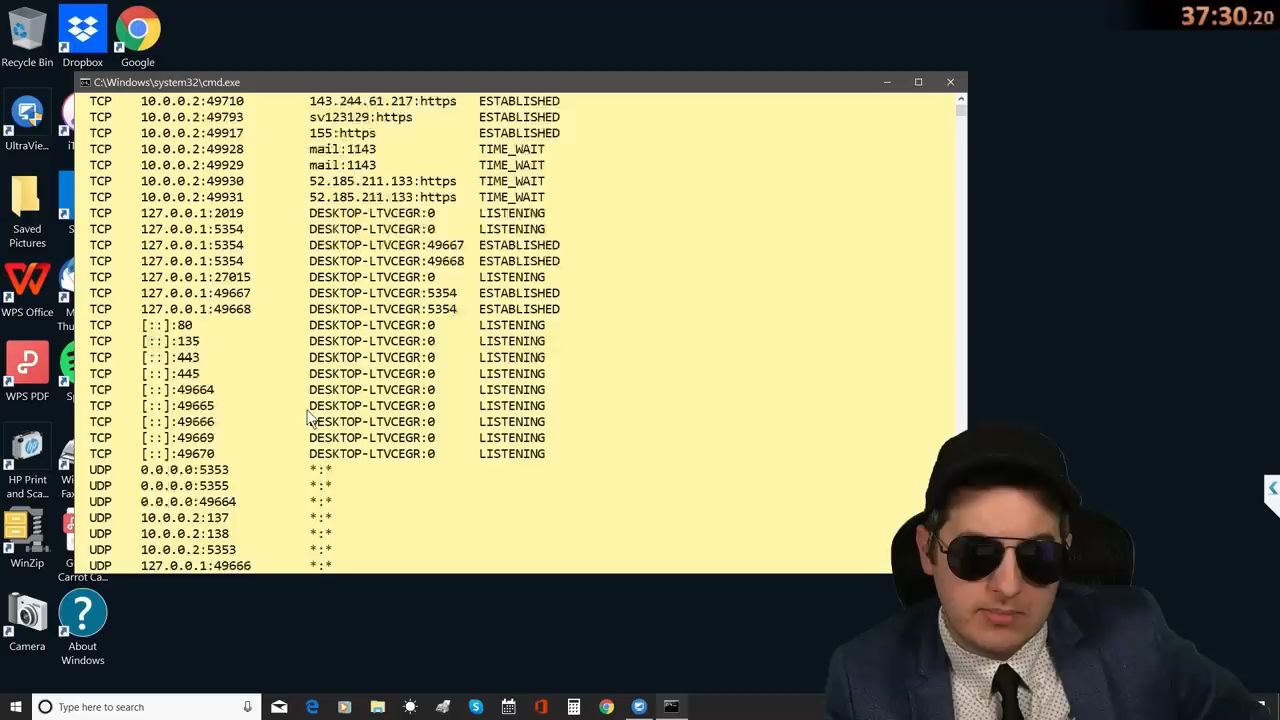 37:30.20
Recycle Bin
Dropbox
Google
C:\Windows\system32\cmd.exe
TCP 10.0.0.2:49710 143.244.61.217:https ESTABLISHED
TCP 10.0.0.2:49793 sv123129:https ESTABLISHED
TCP 10.0.0.2:49917 155:https ESTABLISHED
TCP 10.0.0.2:49928 mail:1143 TIME_WAIT
TCP 10.0.0.2:49929 mail:1143 TIME_WAIT
TCP 10.0.0.2:49930 52.185.211.133:https TIME_WAIT
TCP 10.0.0.2:49931 52.185.211.133:https TIME_WAIT
TCP 127.0.0.1:2019 DESKTOP-LTVCEGR:0 LISTENING
TCP 127.0.0.1:5354 DESKTOP-LTVCEGR:0 LISTENING
TCP 127.0.0.1:5354 DESKTOP-LTVCEGR:49667 ESTABLISHED
TCP 127.0.0.1:5354 DESKTOP-LTVCEGR:49668 ESTABLISHED
TCP 127.0.0.1:27015 DESKTOP-LTVCEGR:0 LISTENING
TCP 127.0.0.1:49667 DESKTOP-LTVCEGR:5354 ESTABLISHED
TCP 127.0.0.1:49668 DESKTOP-LTVCEGR:5354 ESTABLISHED
TCP [::]:80 DESKTOP-LTVCEGR:0 LISTENING
TCP [::]:135 DESKTOP-LTVCEGR:0 LISTENING
TCP [::]:443 DESKTOP-LTVCEGR:0 LISTENING
TCP [::]:445 DESKTOP-LTVCEGR:0 LISTENING
TCP [::]:49664 DESKTOP-LTVCEGR:0 LISTENING
TCP [::]:49665 DESKTOP-LTVCEGR:0 LISTENING
TCP [::]:49666 DESKTOP-LTVCEGR:0 LISTENING
TCP [::]:49669 DESKTOP-LTVCEGR:0 LISTENING
TCP [::]:49670 DESKTOP-LTVCEGR:0 LISTENING
UDP 0.0.0.0:5353 *:*
UDP 0.0.0.0:5355 *:*
UDP 0.0.0.0:49664 *:*
UDP 10.0.0.2:137 *:*
UDP 10.0.0.2:138 *:*
UDP 10.0.0.2:5353 *:*
UDP 127.0.0.1:49666 *:*
UltraView...
Saved
Pictures
WPS Office
WPS PDF
HP Print
and Sca...
WinZip
Carrot Ca...
Camera
About
Windows
Type here to search